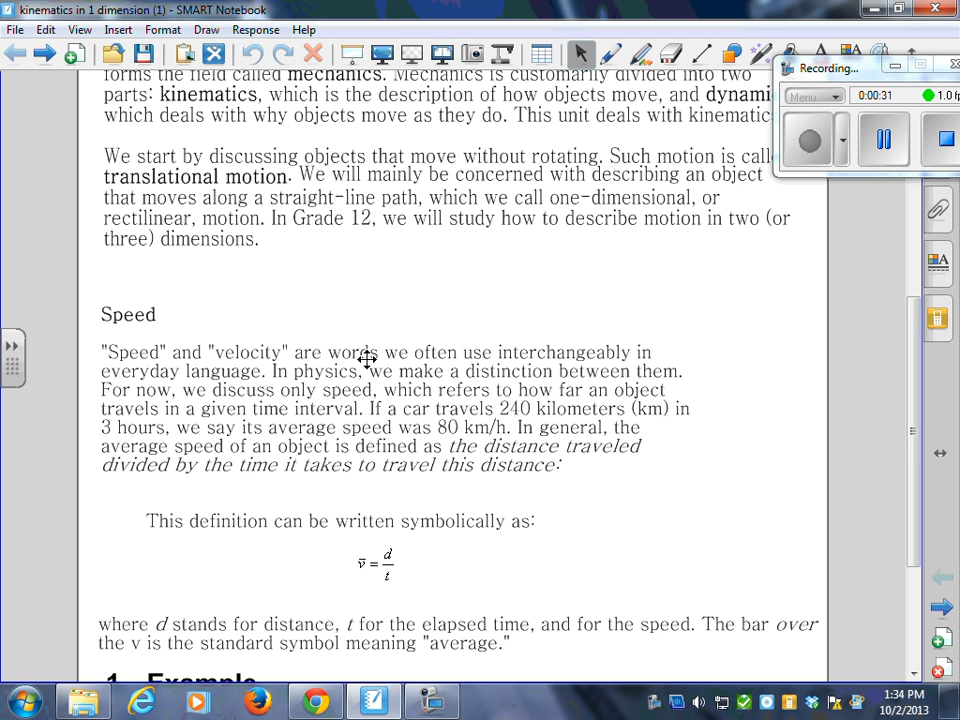 kinematics in 1 dimension (1) - SMART Notebook
File Edit View Insert Format Draw Response Help
forms the field called mechanics. Mechanics is customarily divided into two
parts: kinematics, which is the description of how objects move, and dynami
which deals with why objects move as they do. This unit deals with kinematic
We start by discussing objects that move without rotating. Such motion is call
translational motion. We will mainly be concerned with describing an object
that moves along a straight-line path, which we call one-dimensional, or
rectilinear, motion. In Grade 12, we will study how to describe motion in two (or
three) dimensions.
Recording...
Menu 0:00:31 1.0 fp
Speed
"Speed" and "velocity" are words we often use interchangeably in
everyday language. In physics, we make a distinction between them.
For now, we discuss only speed, which refers to how far an object
travels in a given time interval. If a car travels 240 kilometers (km) in
3 hours, we say its average speed was 80 km/h. In general, the
average speed of an object is defined as the distance traveled
divided by the time it takes to travel this distance:
This definition can be written symbolically as:
v̄ = d/t
where d stands for distance, t for the elapsed time, and for the speed. The bar over
the v is the standard symbol meaning "average."
1. Example
1:34 PM
10/2/2013